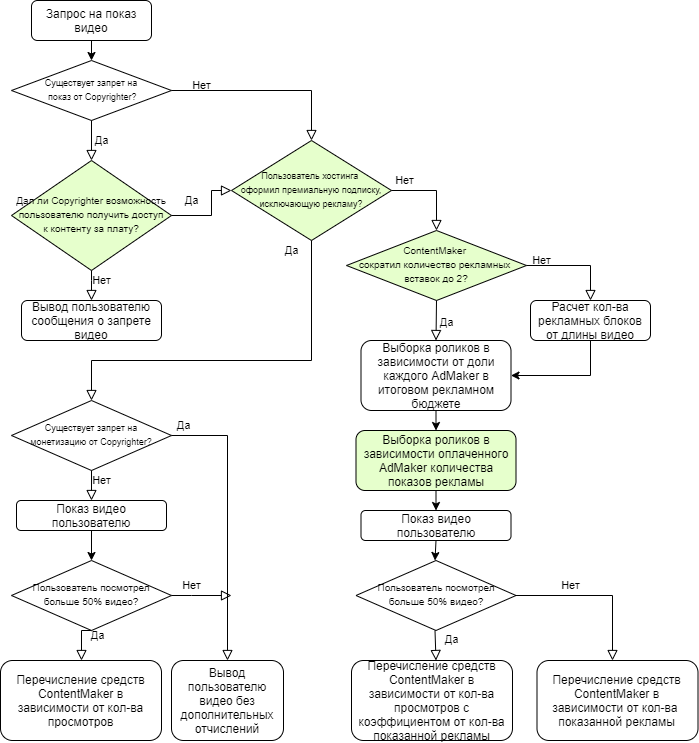 Запрос на показ
видео
Существует запрет на
показ от Copyrighter?
Нет
Да
Дал ли Copyrighter возможность
пользователю получить доступ
к контенту за плату?
Да
Пользователь хостинга
оформил премиальную подписку,
исключающую рекламу?
Нет
Да
Нет
Вывод пользователю
сообщения о запрете
видео
ContentMaker
сократил количество рекламных
вставок до 2?
Нет
Да
Расчет кол-ва
рекламных блоков
от длины видео
Выборка роликов в
зависимости от доли
каждого AdMaker в
итоговом рекламном
бюджете
Существует запрет на
монетизацию от Copyrighter?
Да
Нет
Выборка роликов в
зависимости оплаченного
AdMaker количества
показов рекламы
Показ видео
пользователю
Показ видео
пользователю
Пользователь посмотрел
больше 50% видео?
Нет
Да
Пользователь посмотрел
больше 50% видео?
Нет
Да
Перечисление средств
ContentMaker в
зависимости от кол-ва
просмотров
Вывод
пользователю
видео без
дополнительных
отчислений
Перечисление средств
ContentMaker в
зависимости от кол-ва
просмотров с
коэффициентом от кол-ва
показанной рекламы
Перечисление средств
ContentMaker в
зависимости от кол-ва
показанной рекламы